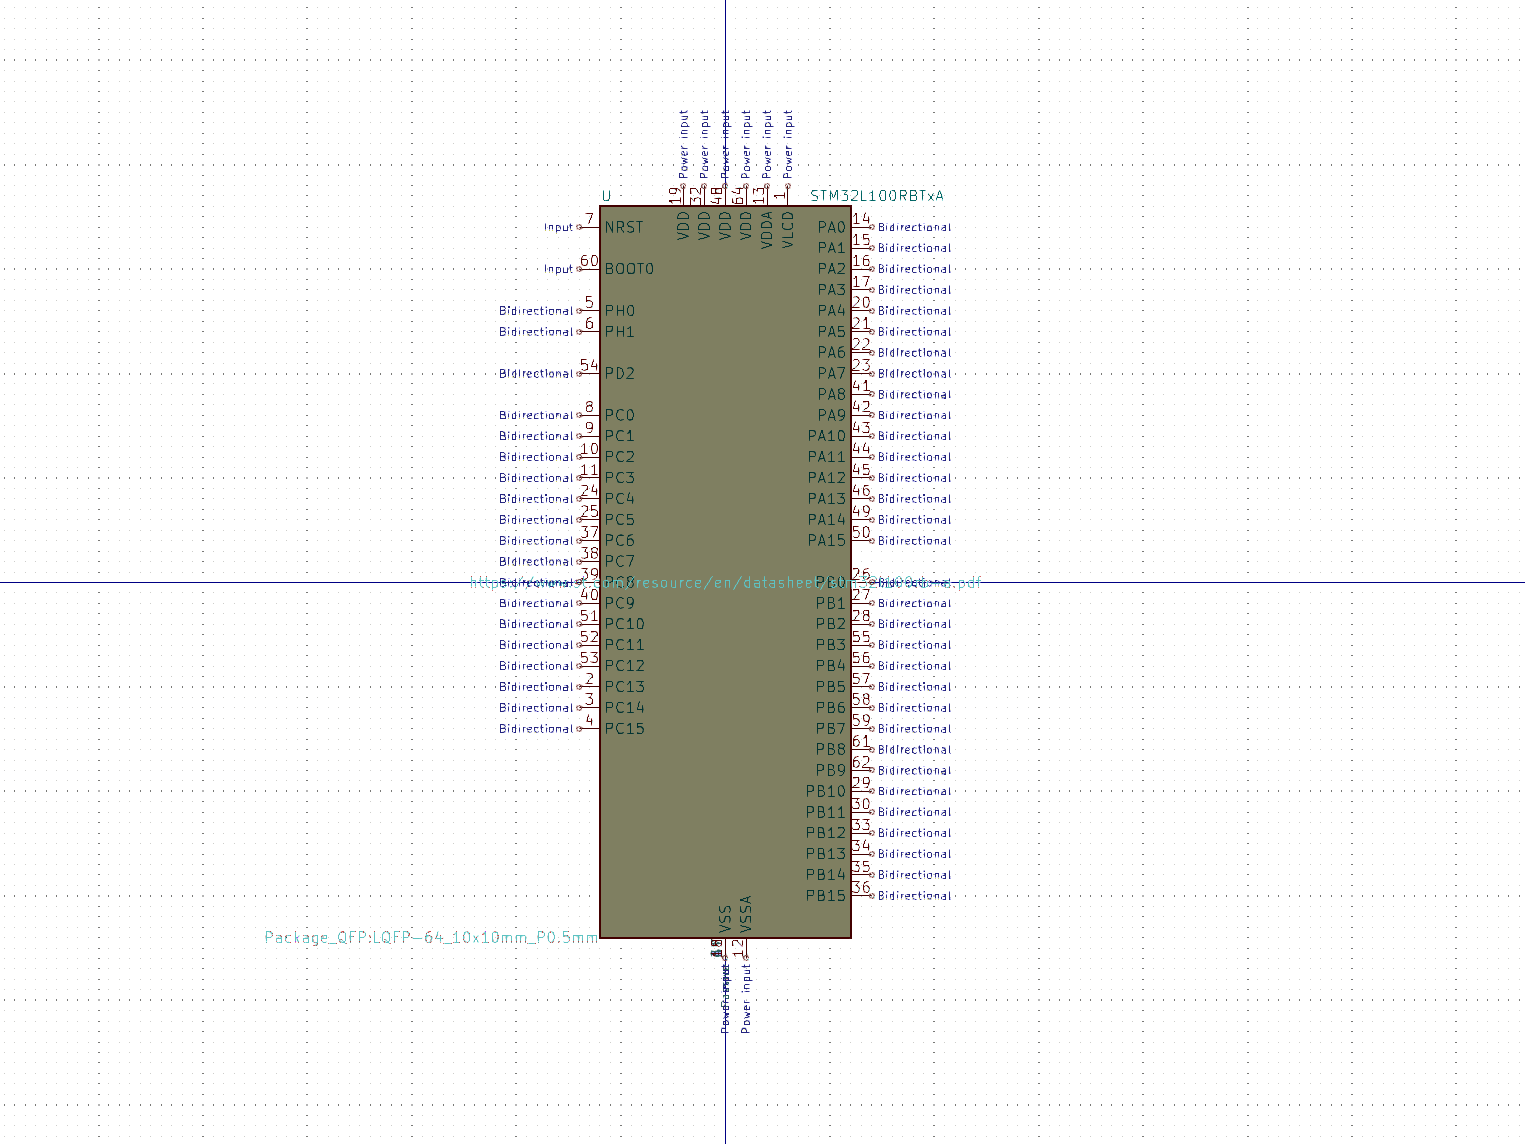 Power input Power input Power input Power input Power input Power input
19 32 48 64 13 1
U STM32L100RBTxA
VDD VDD VDD VDD VDDA VLCD
Input 7 NRST PA0 14 Bidirectional
PA1 15 Bidirectional
Input 60 BOOT0 PA2 16 Bidirectional
PA3 17 Bidirectional
Bidirectional 5 PH0 PA4 20 Bidirectional
Bidirectional 6 PH1 PA5 21 Bidirectional
PA6 22 Bidirectional
Bidirectional 54 PD2 PA7 23 Bidirectional
PA8 41 Bidirectional
Bidirectional 8 PC0 PA9 42 Bidirectional
Bidirectional 9 PC1 PA10 43 Bidirectional
Bidirectional 10 PC2 PA11 44 Bidirectional
Bidirectional 11 PC3 PA12 45 Bidirectional
Bidirectional 24 PC4 PA13 46 Bidirectional
Bidirectional 25 PC5 PA14 49 Bidirectional
Bidirectional 37 PC6 PA15 50 Bidirectional
Bidirectional 38 PC7
Bidirectional 39 PC8 PB0 26 Bidirectional
Bidirectional 40 PC9 PB1 27 Bidirectional
Bidirectional 51 PC10 PB2 28 Bidirectional
Bidirectional 52 PC11 PB3 55 Bidirectional
Bidirectional 53 PC12 PB4 56 Bidirectional
Bidirectional 2 PC13 PB5 57 Bidirectional
Bidirectional 3 PC14 PB6 58 Bidirectional
Bidirectional 4 PC15 PB7 59 Bidirectional
PB8 61 Bidirectional
PB9 62 Bidirectional
PB10 29 Bidirectional
PB11 30 Bidirectional
PB12 33 Bidirectional
PB13 34 Bidirectional
PB14 35 Bidirectional
PB15 36 Bidirectional
VSS VSSA
Package_QFP:LQFP-64_10x10mm_P0.5mm
12
Power input